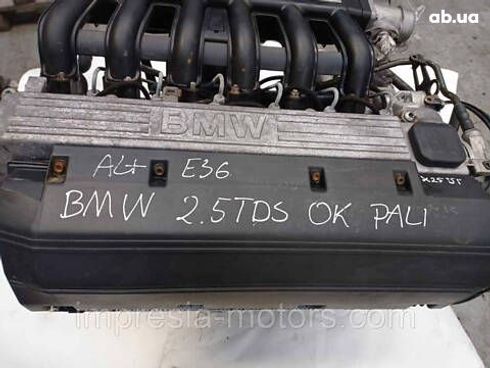 ab.ua
BMW
ALT E36
BMW 2.5TDS OK PALI
impresia-motors.com